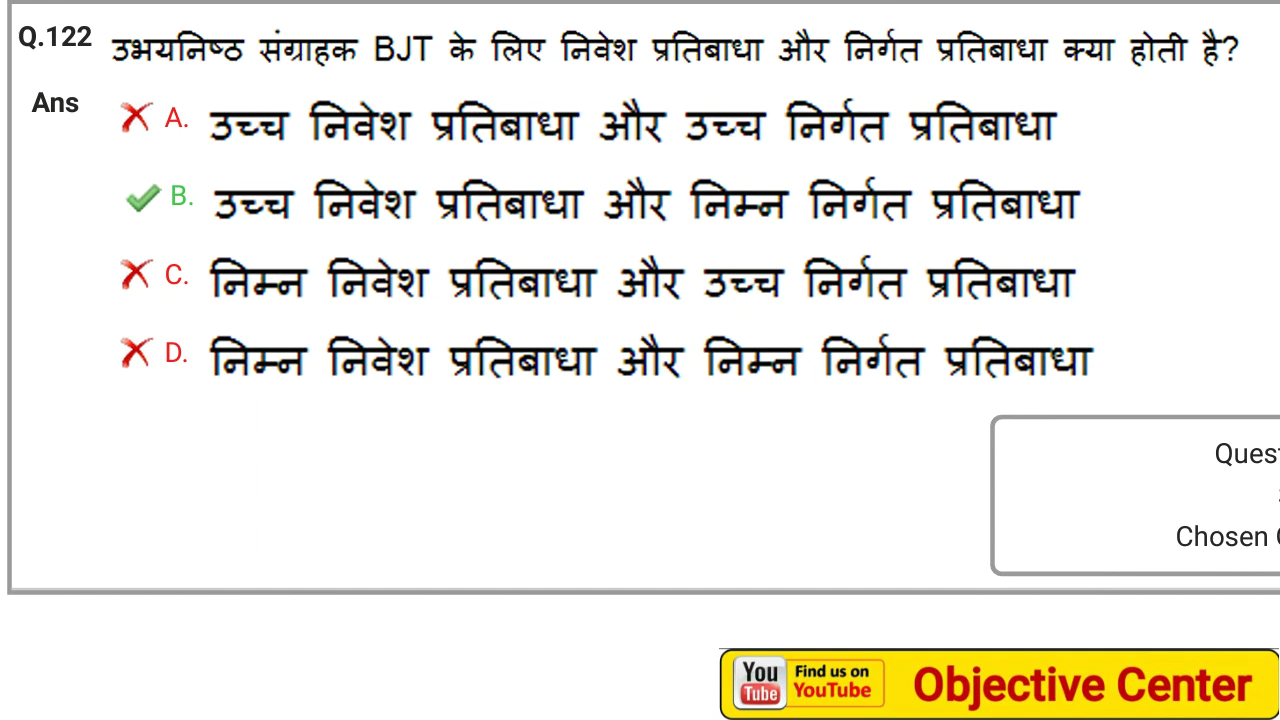 Q.122 उभयनिष्ठ संग्राहक BJT के लिए निवेश प्रतिबाधा और निर्गत प्रतिबाधा क्या होती है?
Ans A. उच्च निवेश प्रतिबाधा और उच्च निर्गत प्रतिबाधा
B. उच्च निवेश प्रतिबाधा और निम्न निर्गत प्रतिबाधा
C. निम्न निवेश प्रतिबाधा और उच्च निर्गत प्रतिबाधा
D. निम्न निवेश प्रतिबाधा और निम्न निर्गत प्रतिबाधा
Ques
Chosen
You Tube Find us on YouTube Objective Center